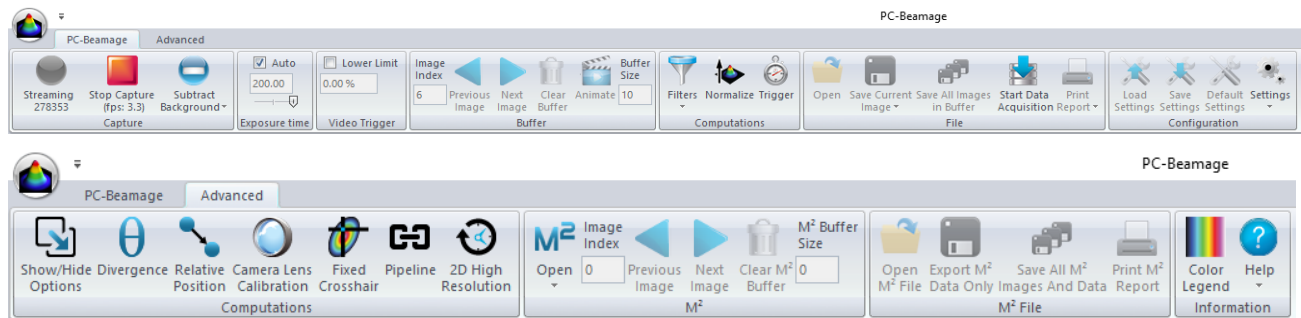 PC-Beamage
PC-Beamage Advanced
Streaming 278353
Stop Capture (fps: 3.3)
Subtract Background
Capture
Auto
200.00
Exposure time
Lower Limit
0.00 %
Video Trigger
Image Index
6
Previous Image
Next Image
Clear Buffer
Animate
Buffer Size
10
Buffer
Filters
Normalize
Trigger
Computations
Open
Save Current Image
Save All Images in Buffer
Start Data Acquisition
Print Report
File
Load Settings
Save Settings
Default Settings
Settings
Configuration
PC-Beamage
PC-Beamage Advanced
Show/Hide Options
Divergence
Relative Position
Camera Lens Calibration
Fixed Crosshair
Pipeline
2D High Resolution
Computations
M²
Open
Image Index
0
Previous Image
Next Image
Clear M² Buffer
M² Buffer Size
0
M²
Open M² File
Export M² Data Only
Save All M² Images And Data
Print M² Report
M² File
Color Legend
?
Help
Information